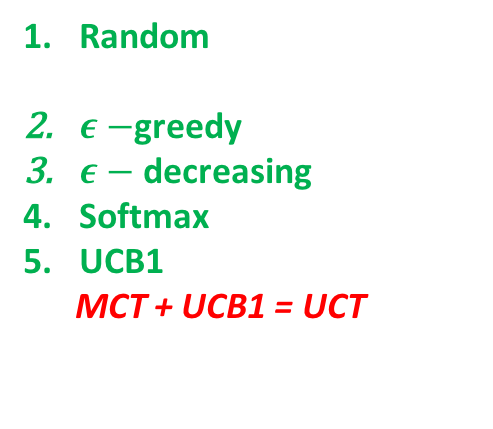 1. Random
2. ϵ −greedy
3. ϵ − decreasing
4. Softmax
5. UCB1
MCT + UCB1 = UCT